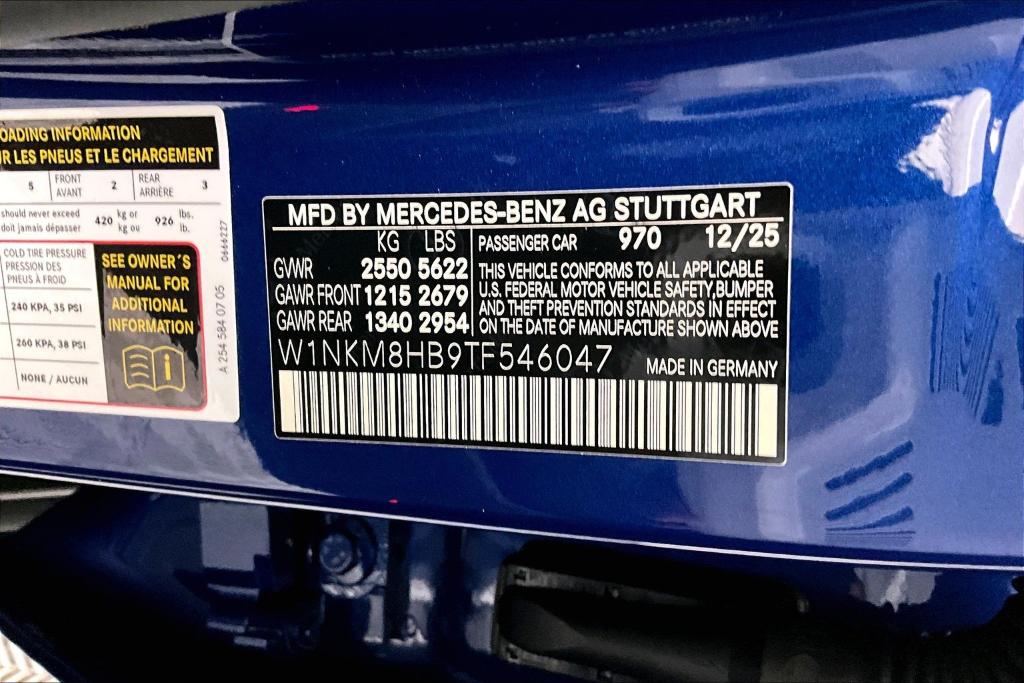 OADING INFORMATION
R LES PNEUS ET LE CHARGEMENT
5 FRONT AVANT 2 REAR ARRIÈRE 3
should never exceed 420 kg or 926 lbs.
doit jamais dépasser kg ou lb.
COLD TIRE PRESSURE
PRESSION DES
PNEUS À FROID
240 KPA, 35 PSI
260 KPA, 38 PSI
NONE / AUCUN
SEE OWNER´S
MANUAL FOR
ADDITIONAL
INFORMATION
A 254 584 07 05
0666227
MFD BY MERCEDES-BENZ AG STUTTGART
KG LBS PASSENGER CAR 970 12/25
GVWR 2550 5622
GAWR FRONT 1215 2679
GAWR REAR 1340 2954
THIS VEHICLE CONFORMS TO ALL APPLICABLE
U.S. FEDERAL MOTOR VEHICLE SAFETY,BUMPER
AND THEFT PREVENTION STANDARDS IN EFFECT
ON THE DATE OF MANUFACTURE SHOWN ABOVE
W1NKM8HB9TF546047 MADE IN GERMANY